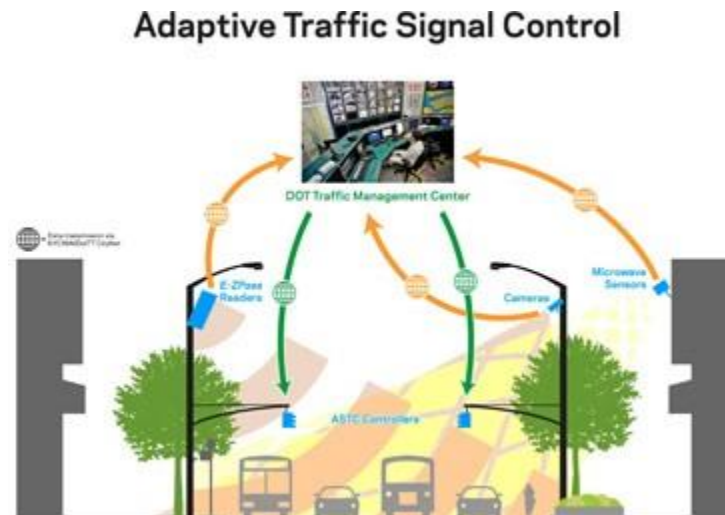 Adaptive Traffic Signal Control
DOT Traffic Management Center
E-ZPass
Readers
Microwave
Sensors
Cameras
ASTC Controllers